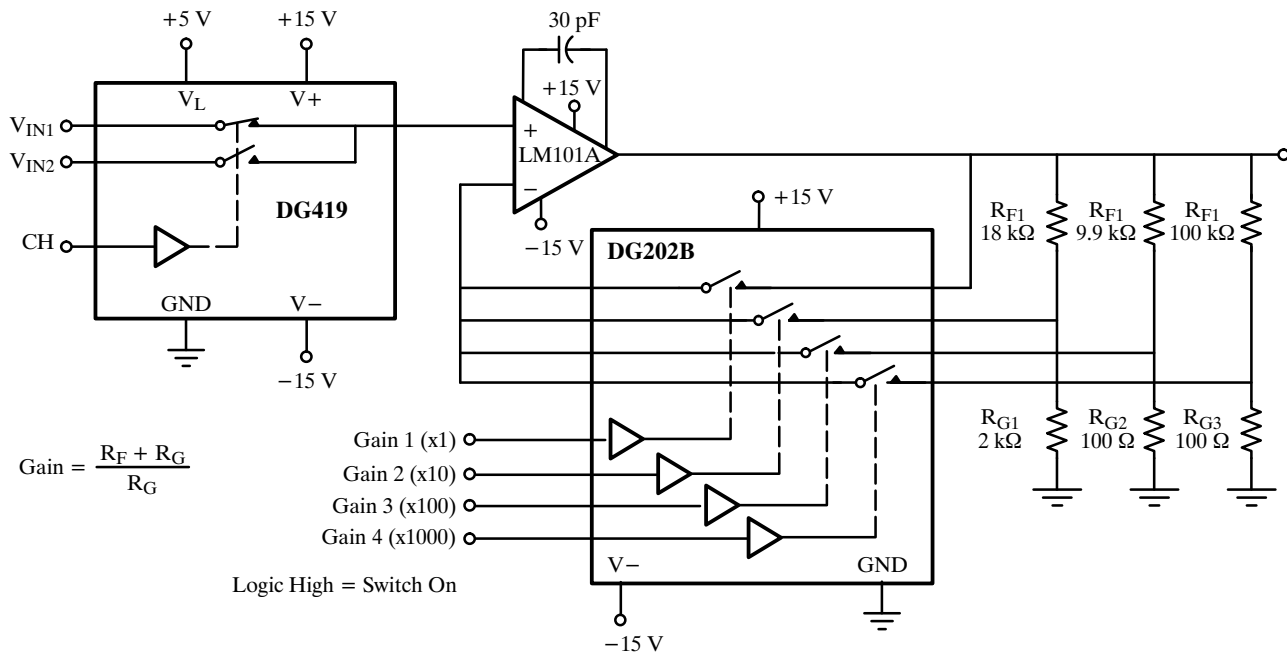 +5 V
+15 V
30 pF
V_L
V+
+15 V
V_IN1
+
LM101A
V_IN2
−
DG419
+15 V
CH
−15 V
R_F1
18 kΩ
R_F1
9.9 kΩ
R_F1
100 kΩ
DG202B
GND
V−
−15 V
R_G1
2 kΩ
R_G2
100 Ω
R_G3
100 Ω
Gain 1 (x1)
Gain = R_F + R_G / R_G
Gain 2 (x10)
Gain 3 (x100)
Gain 4 (x1000)
V−
GND
Logic High = Switch On
−15 V